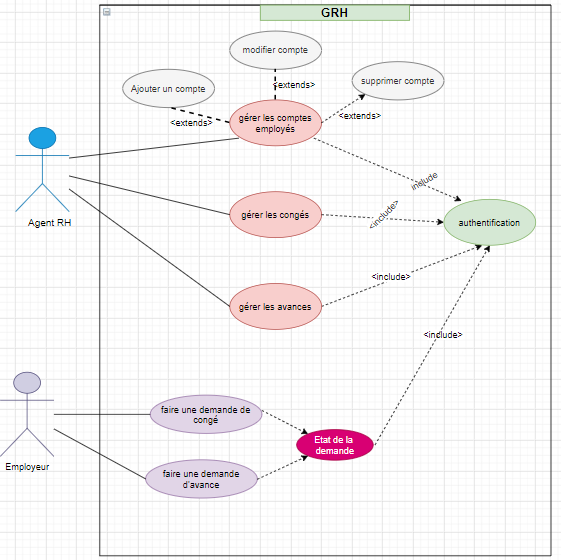 GRH
modifier compte
Ajouter un compte
<extends>
supprimer compte
<extends>
gérer les comptes
employés
<extends>
include
Agent RH
gérer les congés
<include>
authentification
<include>
gérer les avances
<include>
Employeur
faire une demande de
congé
Etat de la
demande
faire une demande
d'avance